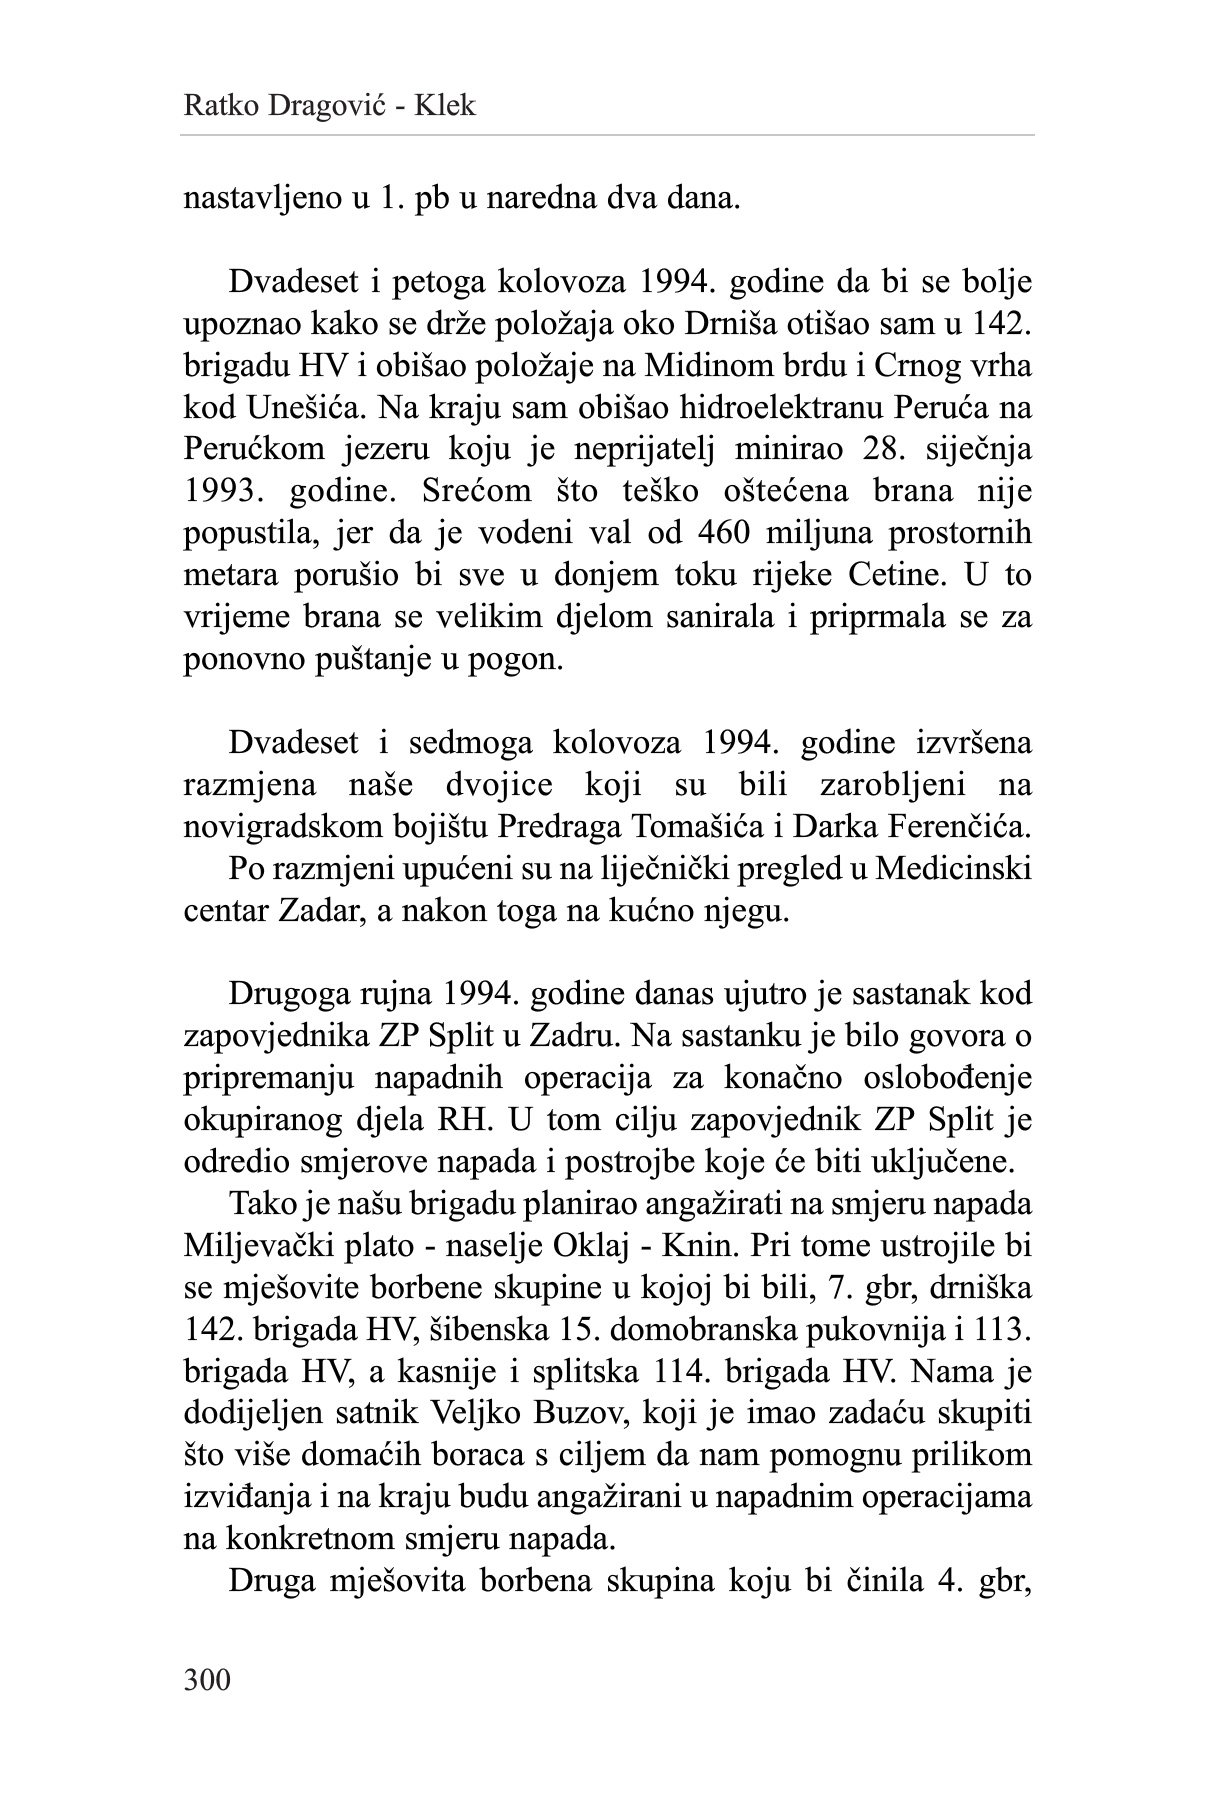 Ratko Dragović - Klek
nastavljeno u 1. pb u naredna dva dana.
Dvadeset i petoga kolovoza 1994. godine da bi se bolje
upoznao kako se drže položaja oko Drniša otišao sam u 142.
brigadu HV i obišao položaje na Midinom brdu i Crnog vrha
kod Unešića. Na kraju sam obišao hidroelektranu Peruća na
Perućkom jezeru koju je neprijatelj minirao 28. siječnja
1993. godine. Srećom što teško oštećena brana nije
popustila, jer da je vodeni val od 460 miljuna prostornih
metara porušio bi sve u donjem toku rijeke Cetine. U to
vrijeme brana se velikim djelom sanirala i priprmala se za
ponovno puštanje u pogon.
Dvadeset i sedmoga kolovoza 1994. godine izvršena
razmjena naše dvojice koji su bili zarobljeni na
novigradskom bojištu Predraga Tomašića i Darka Ferenčića.
Po razmjeni upućeni su na liječnički pregled u Medicinski
centar Zadar, a nakon toga na kućno njegu.
Drugoga rujna 1994. godine danas ujutro je sastanak kod
zapovjednika ZP Split u Zadru. Na sastanku je bilo govora o
pripremanju napadnih operacija za konačno oslobođenje
okupiranog djela RH. U tom cilju zapovjednik ZP Split je
odredio smjerove napada i postrojbe koje će biti uključene.
Tako je našu brigadu planirao angažirati na smjeru napada
Miljevački plato - naselje Oklaj - Knin. Pri tome ustrojile bi
se mješovite borbene skupine u kojoj bi bili, 7. gbr, drniška
142. brigada HV, šibenska 15. domobranska pukovnija i 113.
brigada HV, a kasnije i splitska 114. brigada HV. Nama je
dodijeljen satnik Veljko Buzov, koji je imao zadaću skupiti
što više domaćih boraca s ciljem da nam pomognu prilikom
izviđanja i na kraju budu angažirani u napadnim operacijama
na konkretnom smjeru napada.
Druga mješovita borbena skupina koju bi činila 4. gbr,
300